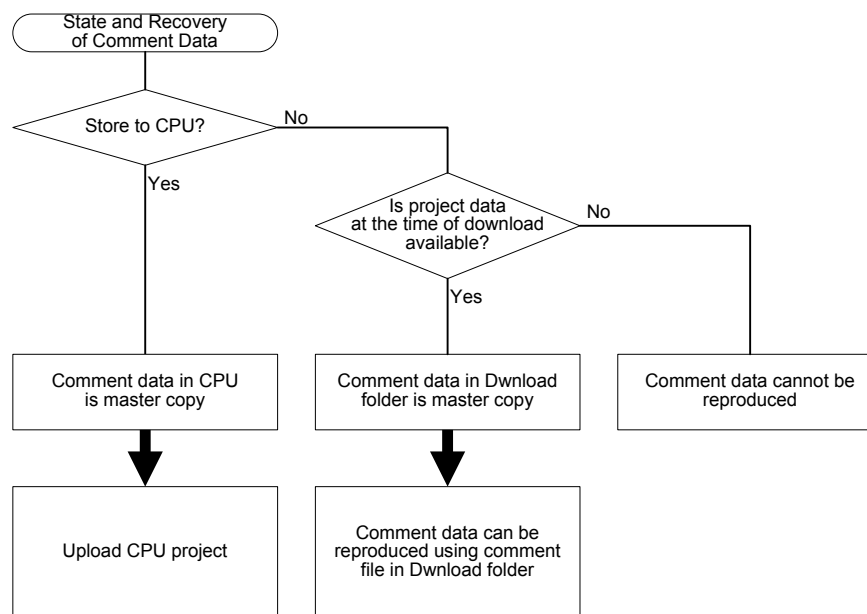 State and Recovery
of Comment Data
Store to CPU?
No
Yes
Is project data
at the time of download
available?
No
Yes
Comment data in CPU
is master copy
Comment data in Dwnload
folder is master copy
Comment data cannot be
reproduced
Upload CPU project
Comment data can be
reproduced using comment
file in Dwnload folder